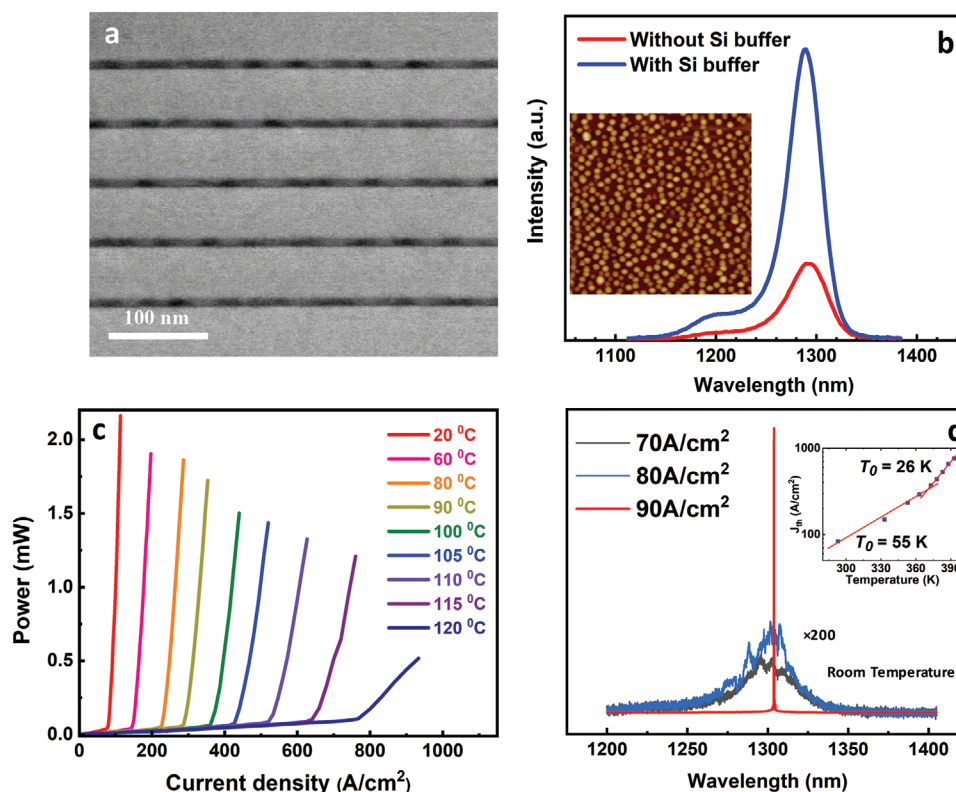 a
100 nm
b
Without Si buffer
With Si buffer
Intensity (a.u.)
1100 1200 1300 1400
Wavelength (nm)
c
2.0
1.5
1.0
0.5
0.0
Power (mW)
20 ⁰C
60 ⁰C
80 ⁰C
90 ⁰C
100 ⁰C
105 ⁰C
110 ⁰C
115 ⁰C
120 ⁰C
0 200 400 600 800 1000
Current density (A/cm²)
70A/cm²
80A/cm²
90A/cm²
1000
100
Jth (A/cm²)
T0 = 26 K
T0 = 55 K
300 330 360 390
Temperature (K)
×200
Room Temperature
1200 1250 1300 1350 1400
Wavelength (nm)